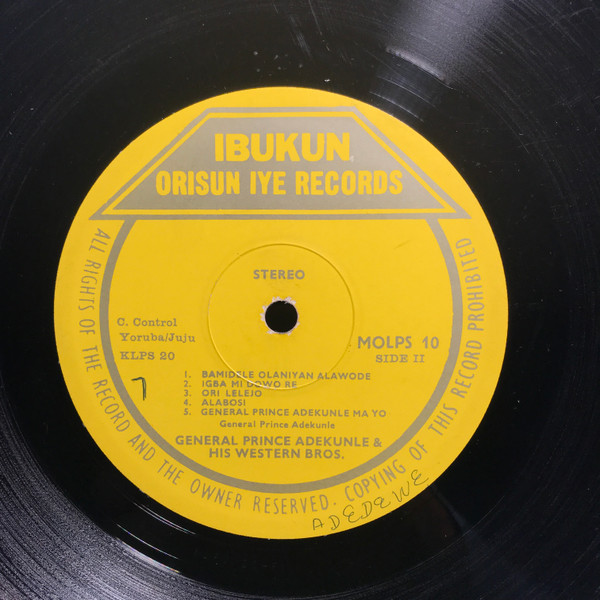 IBUKUN
ORISUN IYE RECORDS
STEREO
C. Control
Yoruba/Juju
KLPS 20
MOLPS 10
SIDE II
7
1. BAMIDELE OLANIYAN ALAWODE
2. IGBA MI DOWO RE
3. ORI LELEJO
4. ALABOSI
5. GENERAL PRINCE ADEKUNLE MA YO
General Prince Adekunle
GENERAL PRINCE ADEKUNLE &
HIS WESTERN BROS.
ALL RIGHTS OF THE RECORD AND THE OWNER RESERVED. COPYING OF THIS RECORD PROHIBITED
ADEDEWE